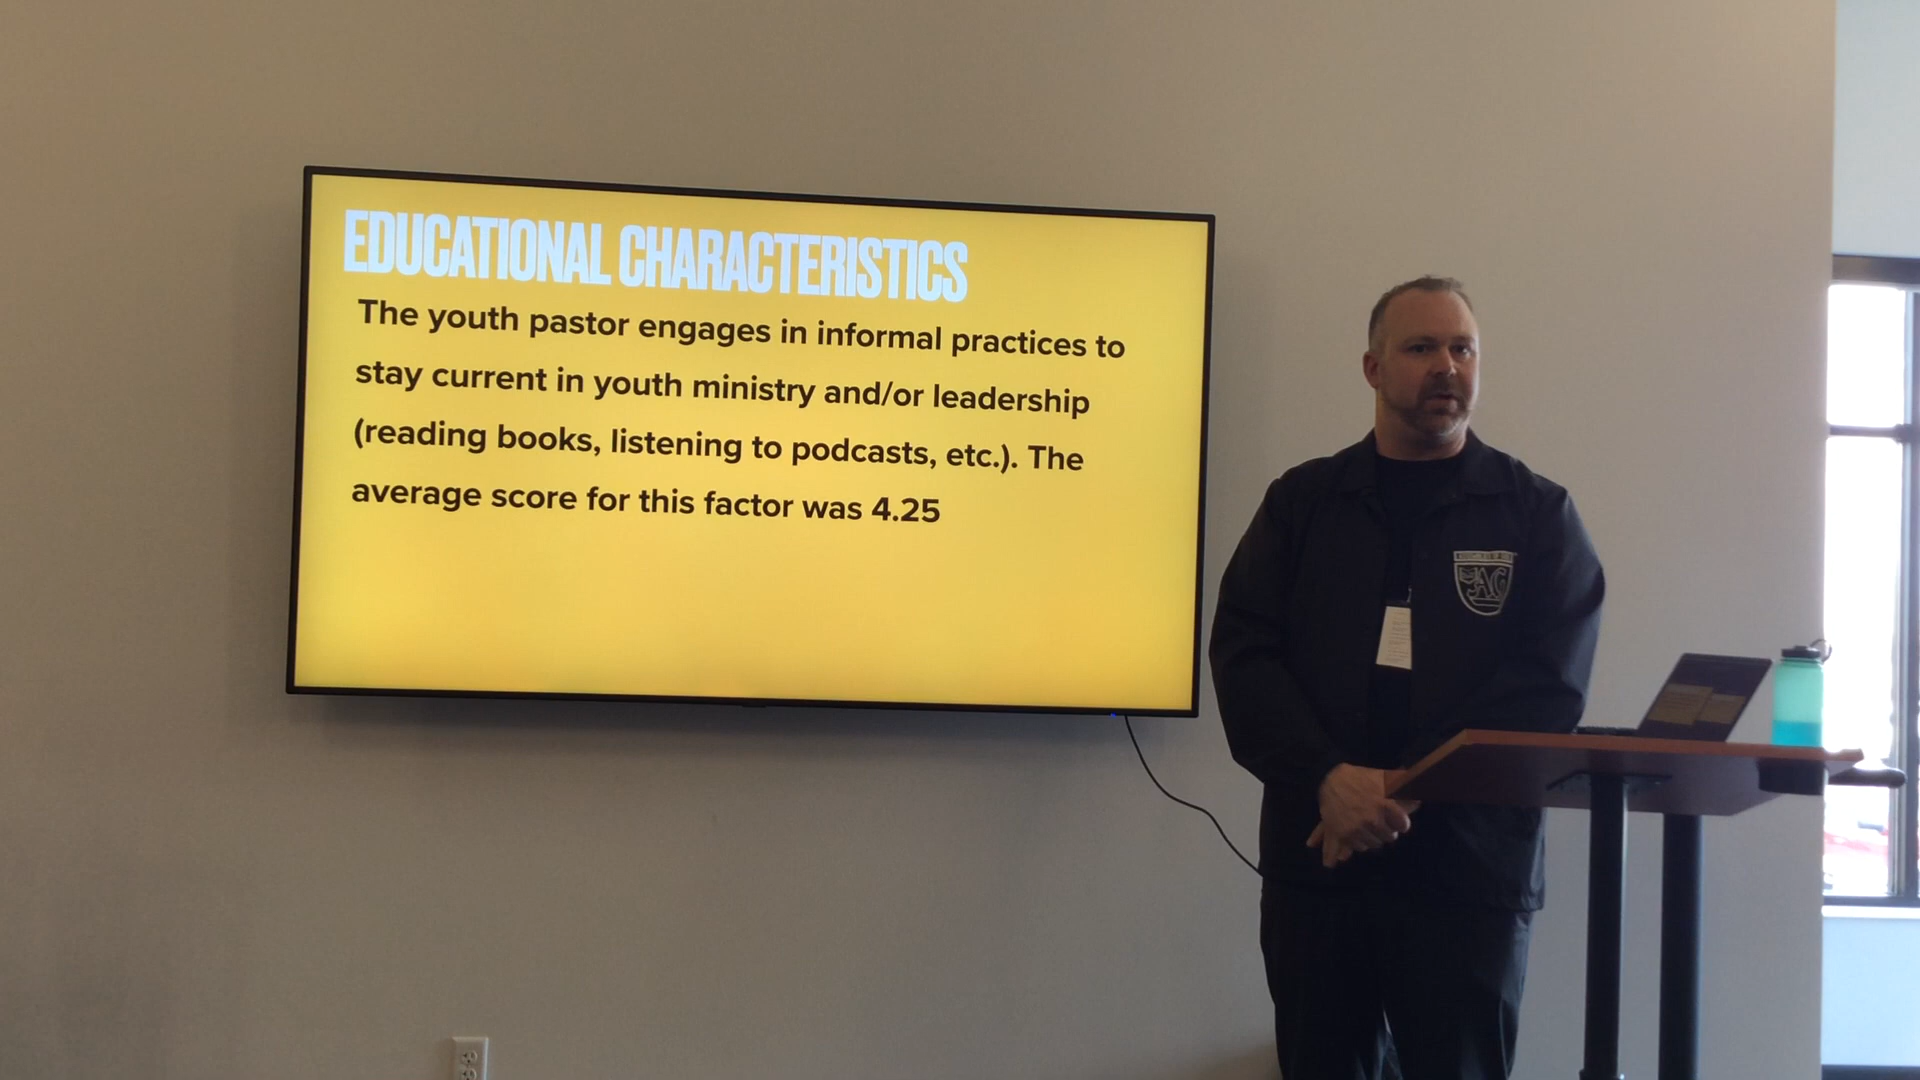 EDUCATIONAL CHARACTERISTICS
The youth pastor engages in informal practices to
stay current in youth ministry and/or leadership
(reading books, listening to podcasts, etc.). The
average score for this factor was 4.25
AG